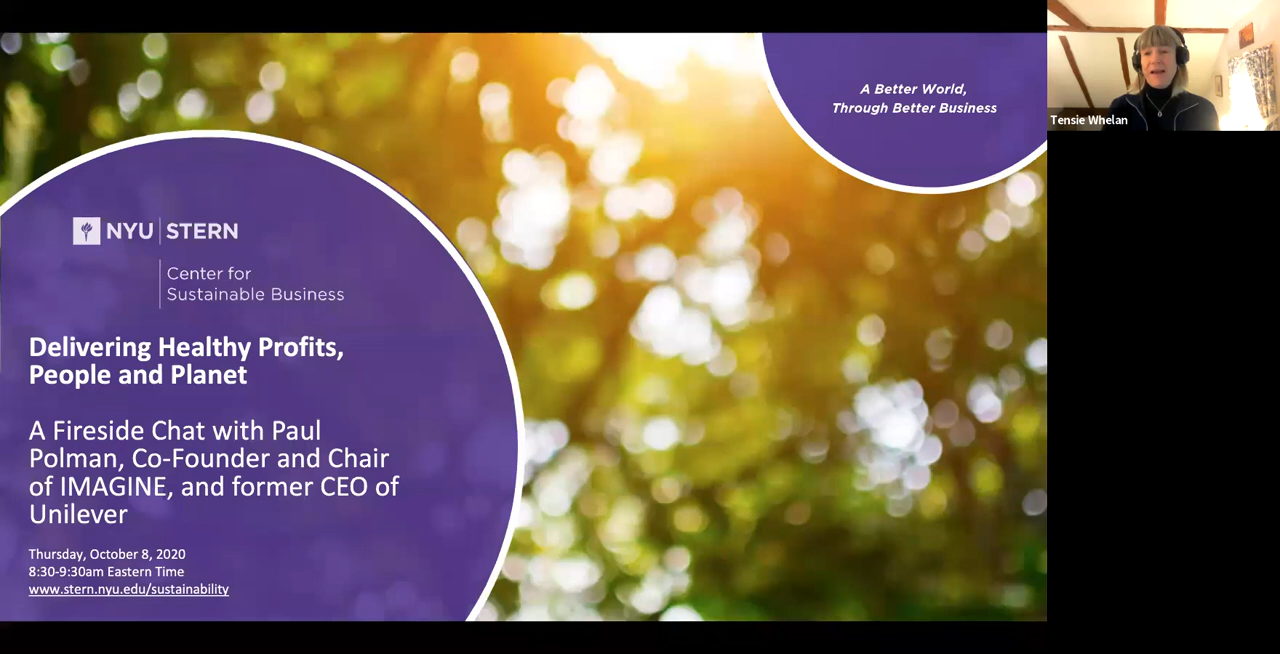 A Better World,
Through Better Business
Tensie Whelan
NYU STERN
Center for
Sustainable Business
Delivering Healthy Profits,
People and Planet
A Fireside Chat with Paul
Polman, Co-Founder and Chair
of IMAGINE, and former CEO of
Unilever
Thursday, October 8, 2020
8:30-9:30am Eastern Time
www.stern.nyu.edu/sustainability